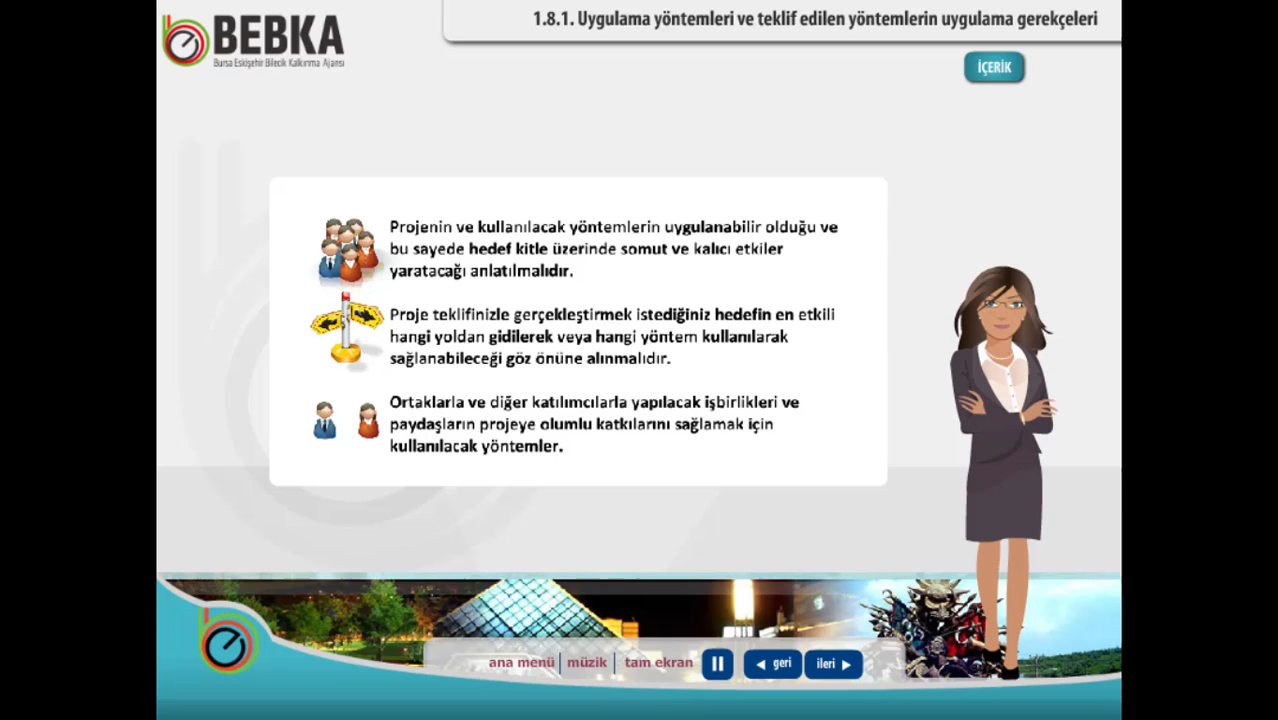 BEBKA
Bursa Eskişehir Bilecik Kalkınma Ajansı
1.8.1. Uygulama yöntemleri ve teklif edilen yöntemlerin uygulama gerekçeleri
İÇERİK
Projenin ve kullanılacak yöntemlerin uygulanabilir olduğu ve
bu sayede hedef kitle üzerinde somut ve kalıcı etkiler
yaratacağı anlatılmalıdır.
Proje teklifinizle gerçekleştirmek istediğiniz hedefin en etkili
hangi yoldan gidilerek veya hangi yöntem kullanılarak
sağlanabileceği göz önüne alınmalıdır.
Ortaklarla ve diğer katılımcılarla yapılacak işbirlikleri ve
paydaşların projeye olumlu katkılarını sağlamak için
kullanılacak yöntemler.
ana menü | müzik | tam ekran
geri
ileri